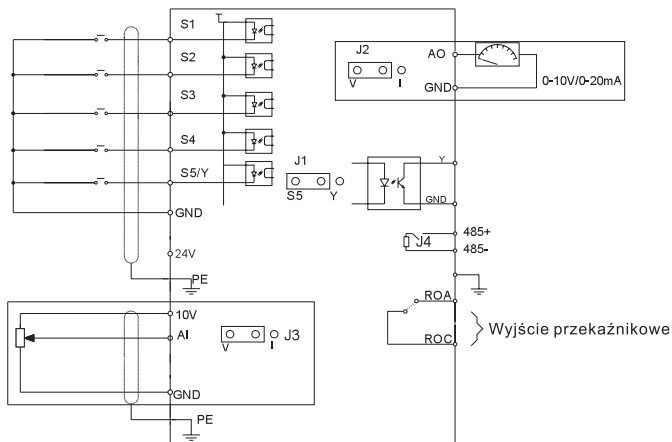 S1
S2
S3
S4
S5/Y
GND
24V
PE
J1
S5 Y
J2
V I
AO
GND
0-10V/0-20mA
Y
GND
485+
J4
485-
ROA
ROC
Wyjście przekaźnikowe
10V
AI
V I
J3
GND
PE